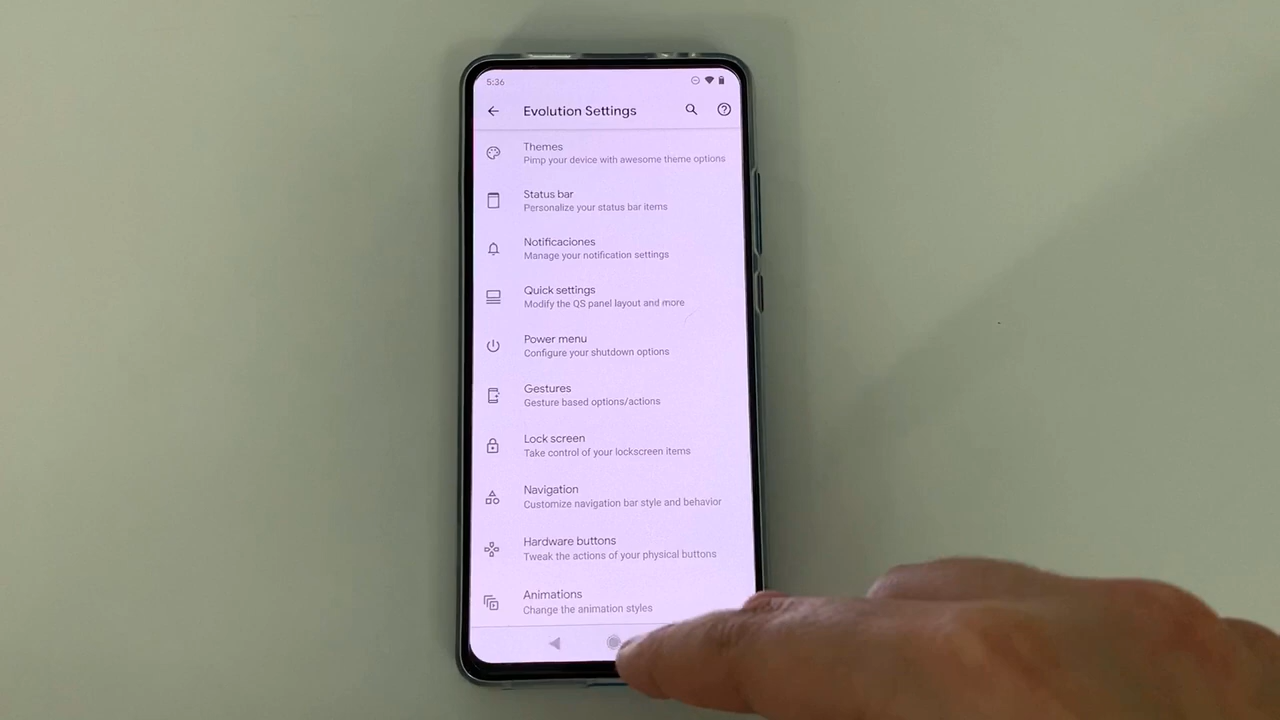 5:36
Evolution Settings
Themes
Pimp your device with awesome theme options
Status bar
Personalize your status bar items
Notificaciones
Manage your notification settings
Quick settings
Modify the QS panel layout and more
Power menu
Configure your shutdown options
Gestures
Gesture based options/actions
Lock screen
Take control of your lockscreen items
Navigation
Customize navigation bar style and behavior
Hardware buttons
Tweak the actions of your physical buttons
Animations
Change the animation styles